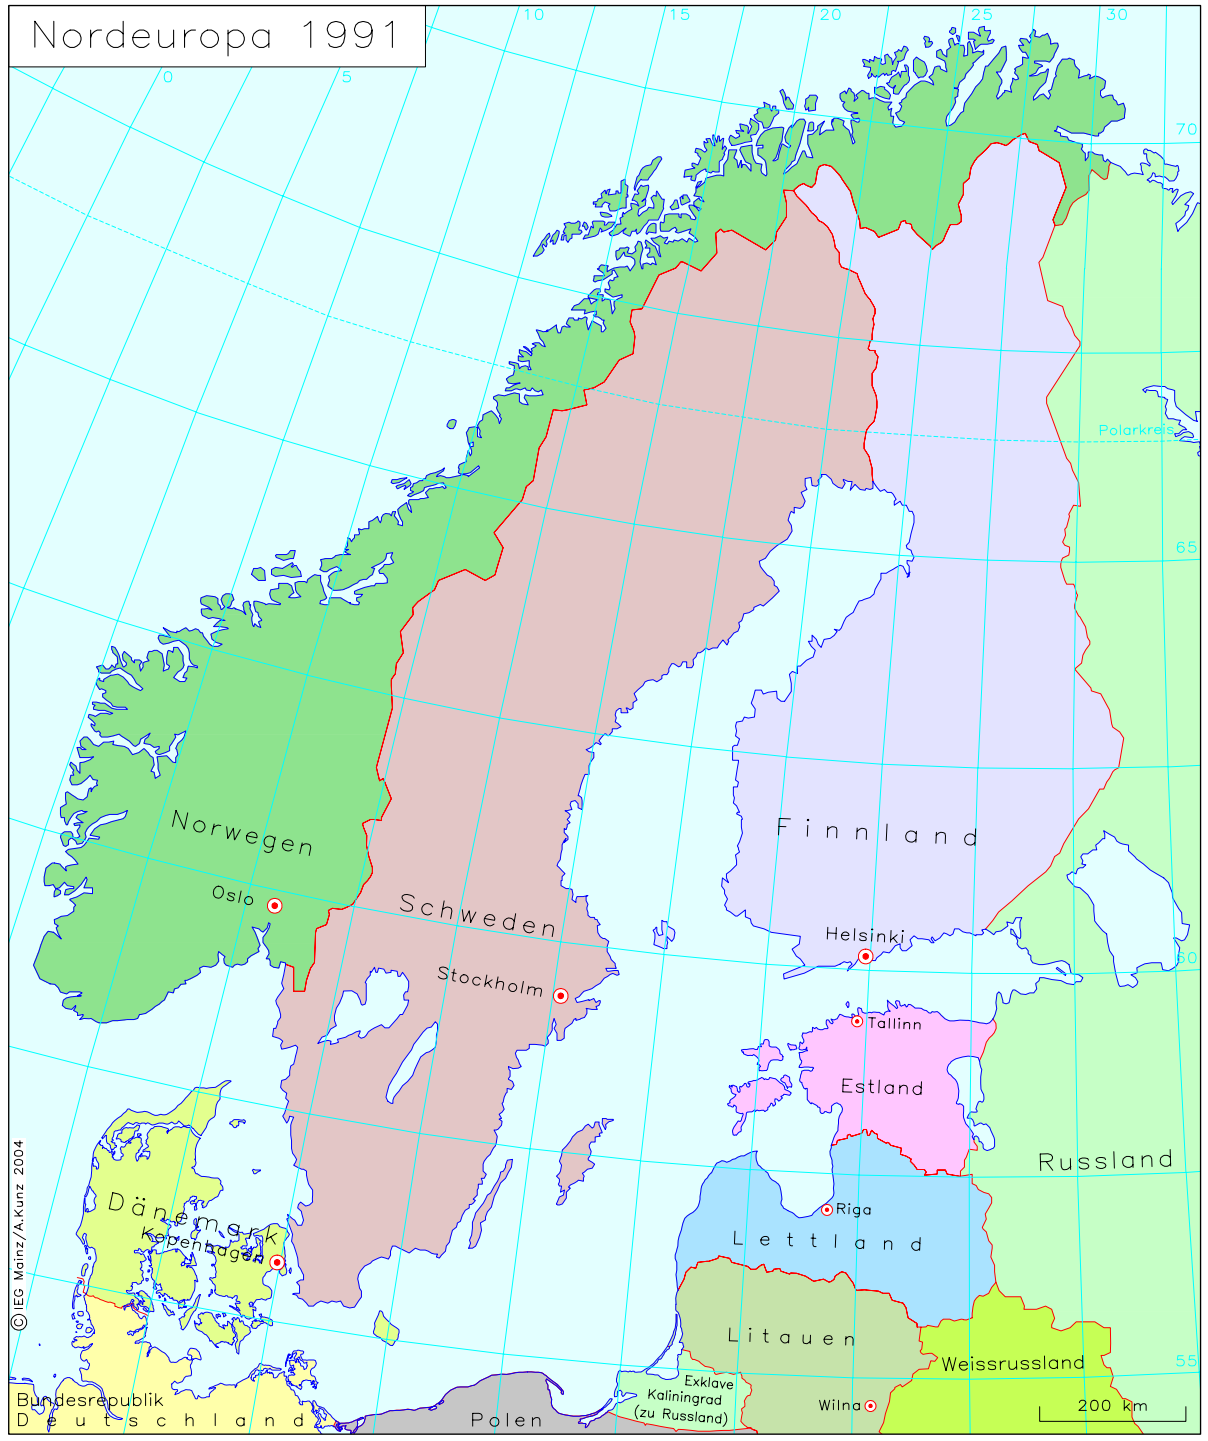 Nordeuropa 1991
10
15
20
25
30
0
5
70
Polarkreis
65
Norwegen
Finnland
Oslo
Schweden
Helsinki
60
Stockholm
Tallinn
Estland
©IEG Mainz/A.Kunz 2004
Russland
Dänemark
Riga
Kopenhagen
Lettland
Litauen
Weissrussland
55
Exklave
Kaliningrad
(zu Russland)
Bundesrepublik
Deutschland
Polen
Wilna
200 km